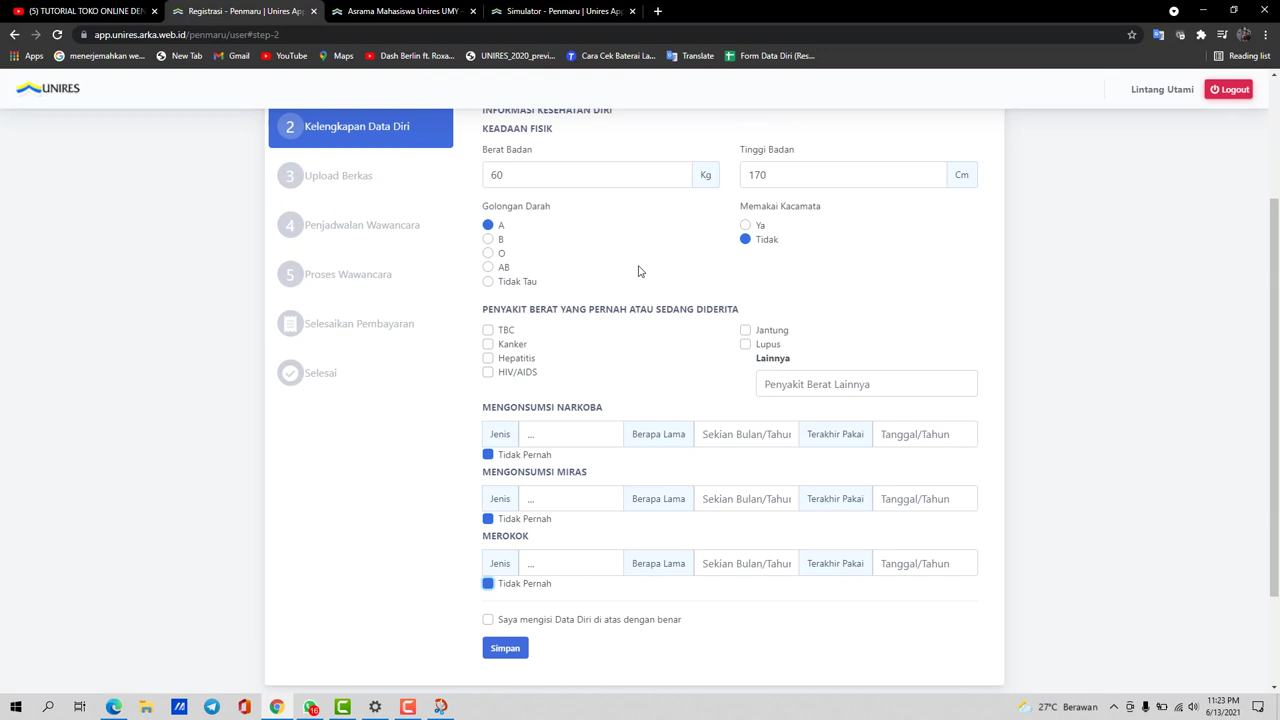 (5) TUTORIAL TOKO ONLINE DEN
Registrasi - Penmaru | Unires App
Asrama Mahasiswa UMY
Simulator - Penmaru | Unires App
app.unires.arka.web.id/penmaru/user#step-2
Apps
menerjemahkan we...
New Tab
Gmail
YouTube
Maps
Dash Berlin ft. Roxa...
UNIRES_2020_previ...
Cara Cek Baterai La...
Translate
Form Data Diri (Res...
Reading list
UNIRES
Lintang Utami
Logout
2 Kelengkapan Data Diri
3 Upload Berkas
4 Penjadwalan Wawancara
5 Proses Wawancara
Selesaikan Pembayaran
Selesai
INFORMASI KESEHATAN DIRI
KEADAAN FISIK
Berat Badan
Tinggi Badan
60 Kg
170 Cm
Golongan Darah
Memakai Kacamata
A
Ya
B
Tidak
O
AB
Tidak Tau
PENYAKIT BERAT YANG PERNAH ATAU SEDANG DIDERITA
TBC
Jantung
Kanker
Lupus
Hepatitis
Lainnya
HIV/AIDS
Penyakit Berat Lainnya
MENGONSUMSI NARKOBA
Jenis ... Berapa Lama Sekian Bulan/Tahun Terakhir Pakai Tanggal/Tahun
Tidak Pernah
MENGONSUMSI MIRAS
Jenis ... Berapa Lama Sekian Bulan/Tahun Terakhir Pakai Tanggal/Tahun
Tidak Pernah
MEROKOK
Jenis ... Berapa Lama Sekian Bulan/Tahun Terakhir Pakai Tanggal/Tahun
Tidak Pernah
Saya mengisi Data Diri di atas dengan benar
Simpan
16
27°C Berawan
11:23 PM
6/13/2021